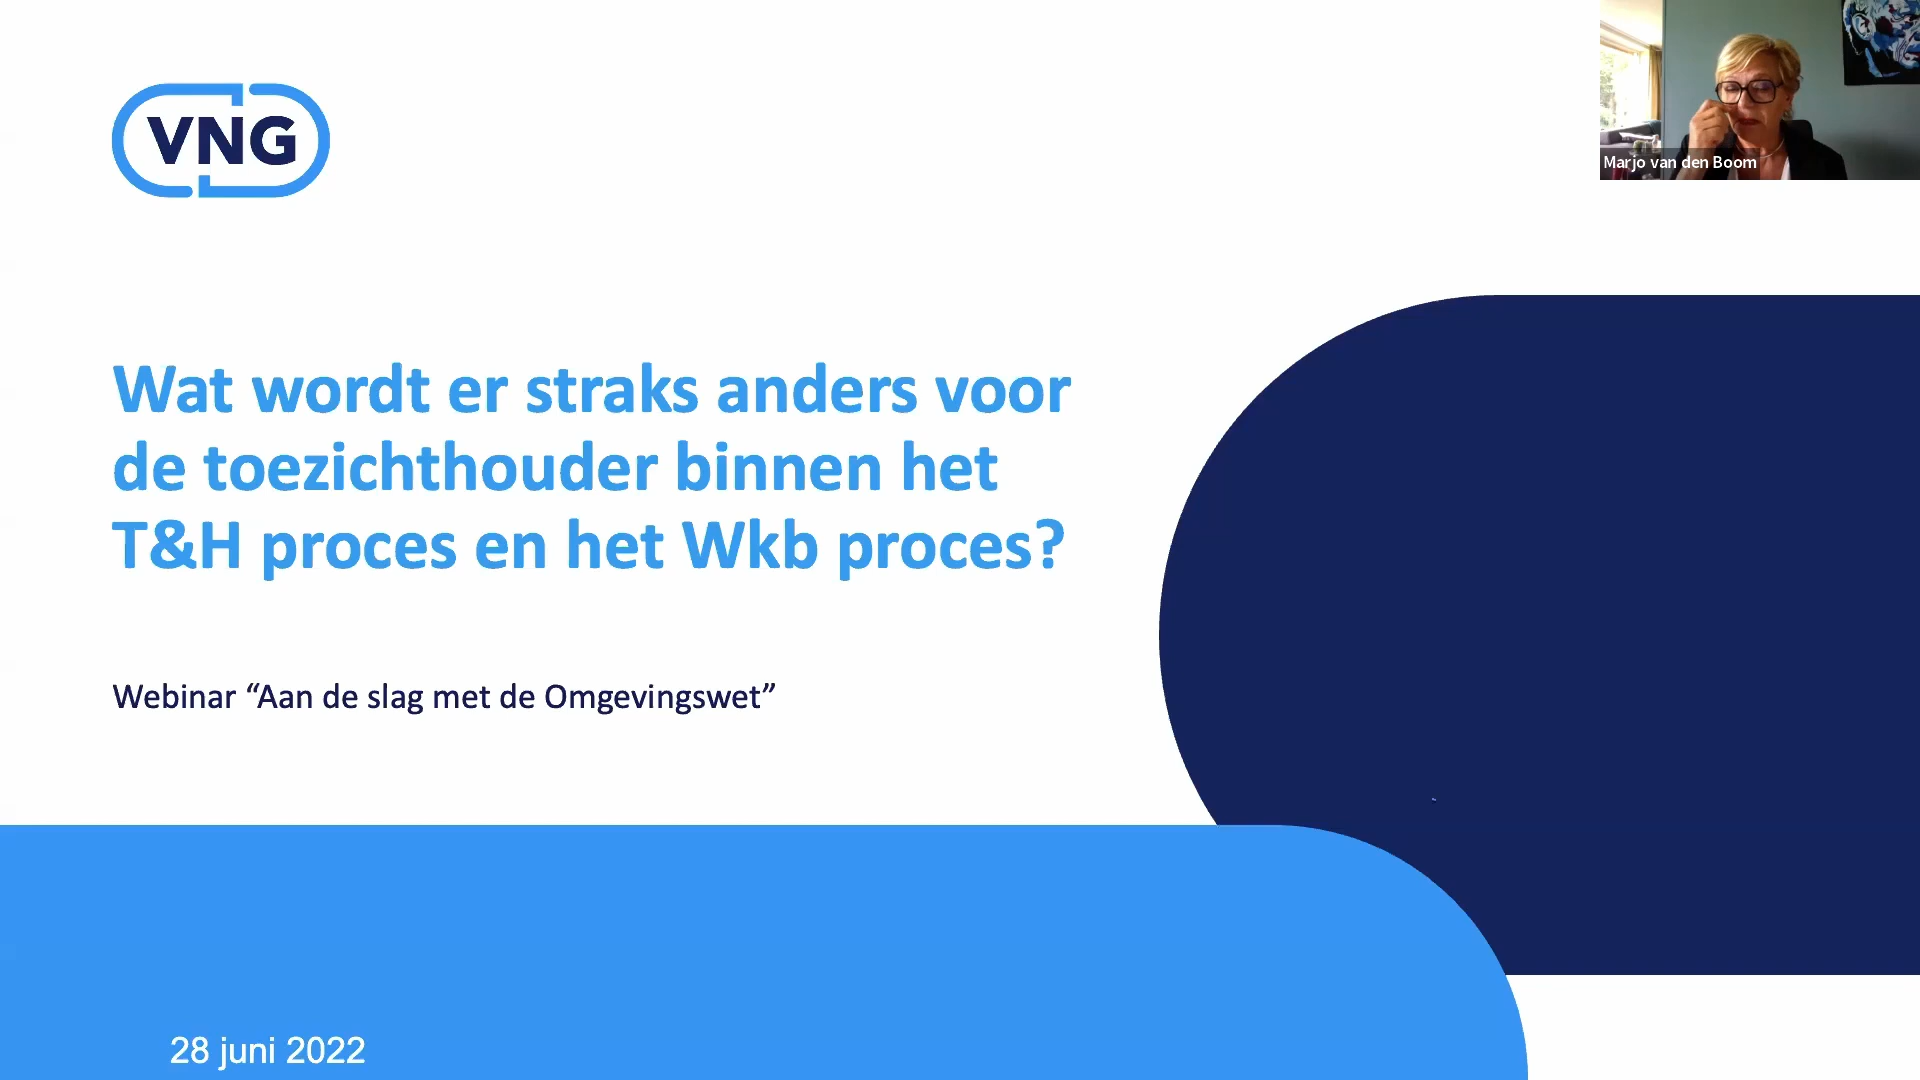 VNG
Marjo van den Boom
Wat wordt er straks anders voor
de toezichthouder binnen het
T&H proces en het Wkb proces?
Webinar “Aan de slag met de Omgevingswet”
28 juni 2022